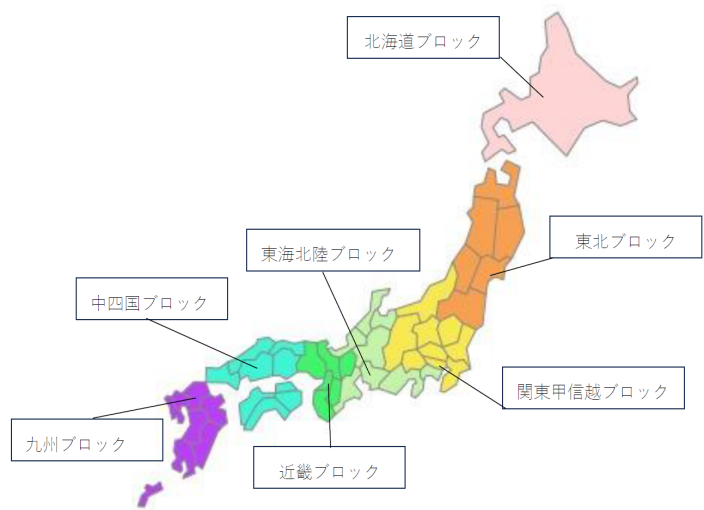 北海道ブロック
東北ブロック
東海北陸ブロック
中四国ブロック
関東甲信越ブロック
九州ブロック
近畿ブロック